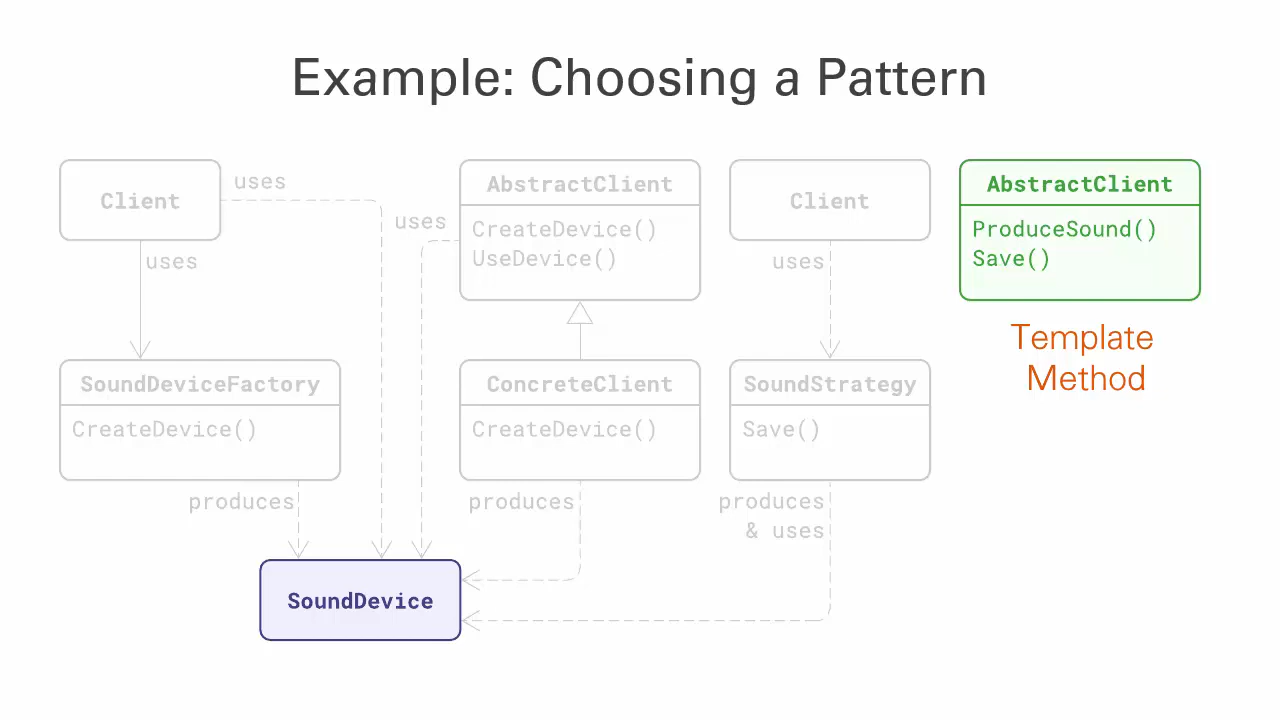 Example: Choosing a Pattern
Client
uses
uses
SoundDeviceFactory
CreateDevice()
produces
uses
AbstractClient
CreateDevice()
UseDevice()
ConcreteClient
CreateDevice()
produces
Client
uses
SoundStrategy
Save()
produces
& uses
AbstractClient
ProduceSound()
Save()
Template
Method
SoundDevice